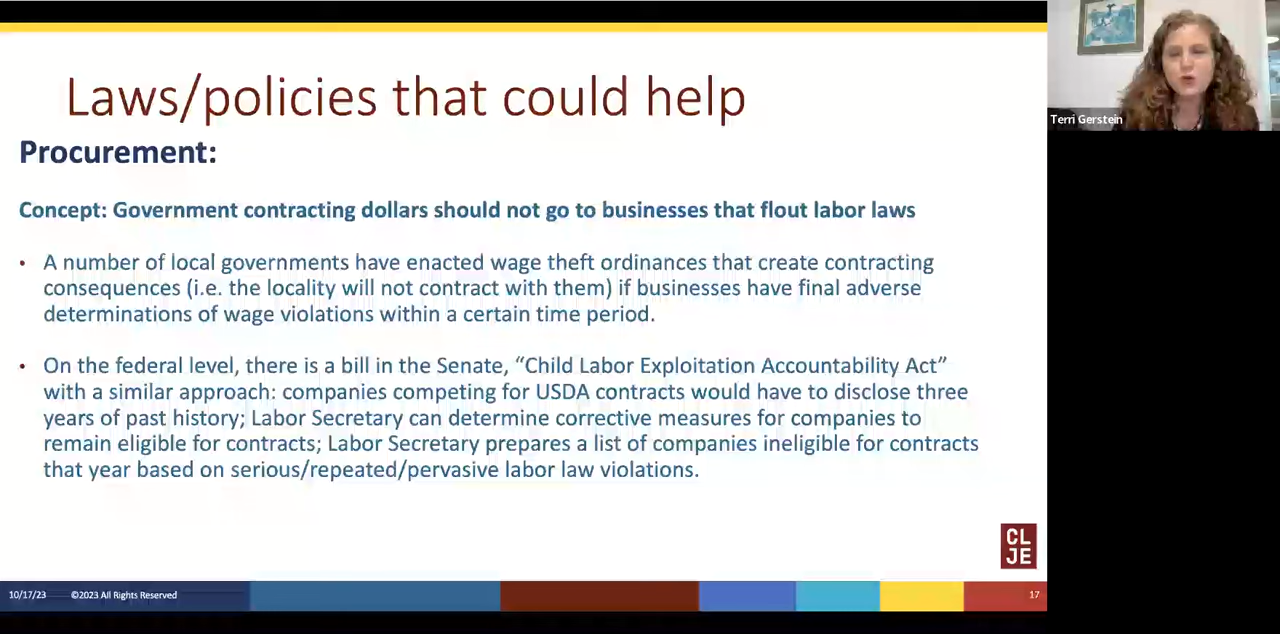 Laws/policies that could help
Terri Gerstein
Procurement:
Concept: Government contracting dollars should not go to businesses that flout labor laws
• A number of local governments have enacted wage theft ordinances that create contracting
consequences (i.e. the locality will not contract with them) if businesses have final adverse
determinations of wage violations within a certain time period.
• On the federal level, there is a bill in the Senate, “Child Labor Exploitation Accountability Act”
with a similar approach: companies competing for USDA contracts would have to disclose three
years of past history; Labor Secretary can determine corrective measures for companies to
remain eligible for contracts; Labor Secretary prepares a list of companies ineligible for contracts
that year based on serious/repeated/pervasive labor law violations.
CL
JE
10/17/23 ©2023 All Rights Reserved 17